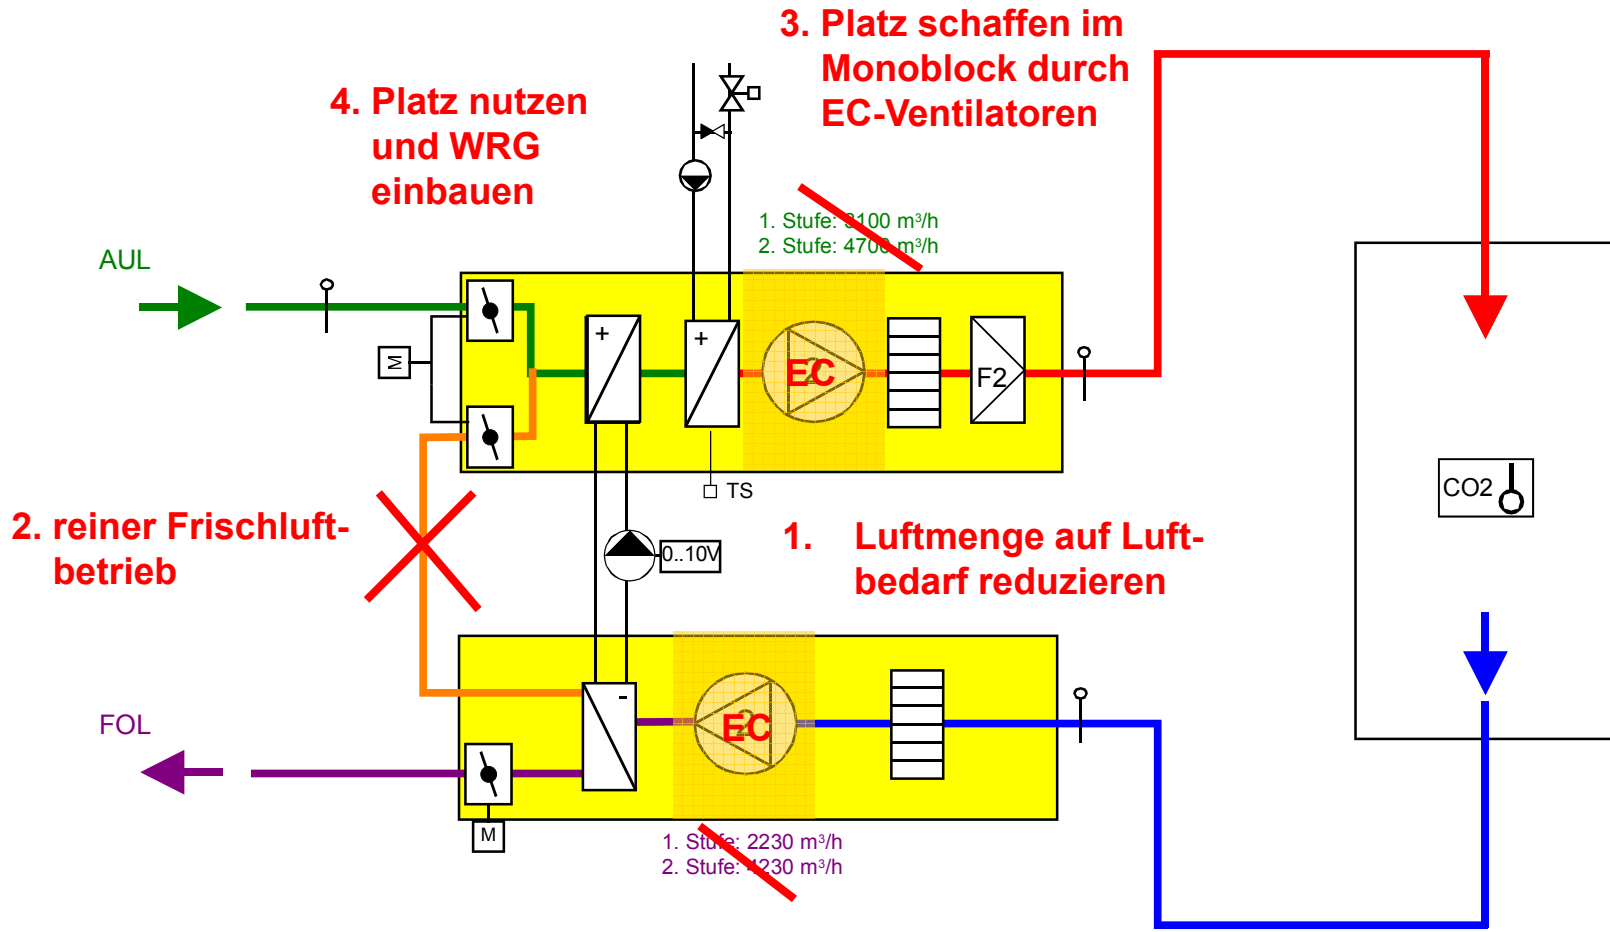 3. Platz schaffen im
Monoblock durch
EC-Ventilatoren
4. Platz nutzen
und WRG
einbauen
1. Stufe: 3100 m³/h
2. Stufe: 4700 m³/h
AUL
M
+
+
2
EC
F2
TS
CO2
2. reiner Frischluft-
betrieb
0..10V
1. Luftmenge auf Luft-
bedarf reduzieren
-
2
EC
FOL
M
1. Stufe: 2230 m³/h
2. Stufe: 4230 m³/h